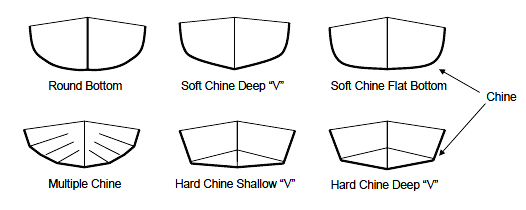 Round Bottom
Soft Chine Deep “V”
Soft Chine Flat Bottom
Chine
Multiple Chine
Hard Chine Shallow “V”
Hard Chine Deep “V”